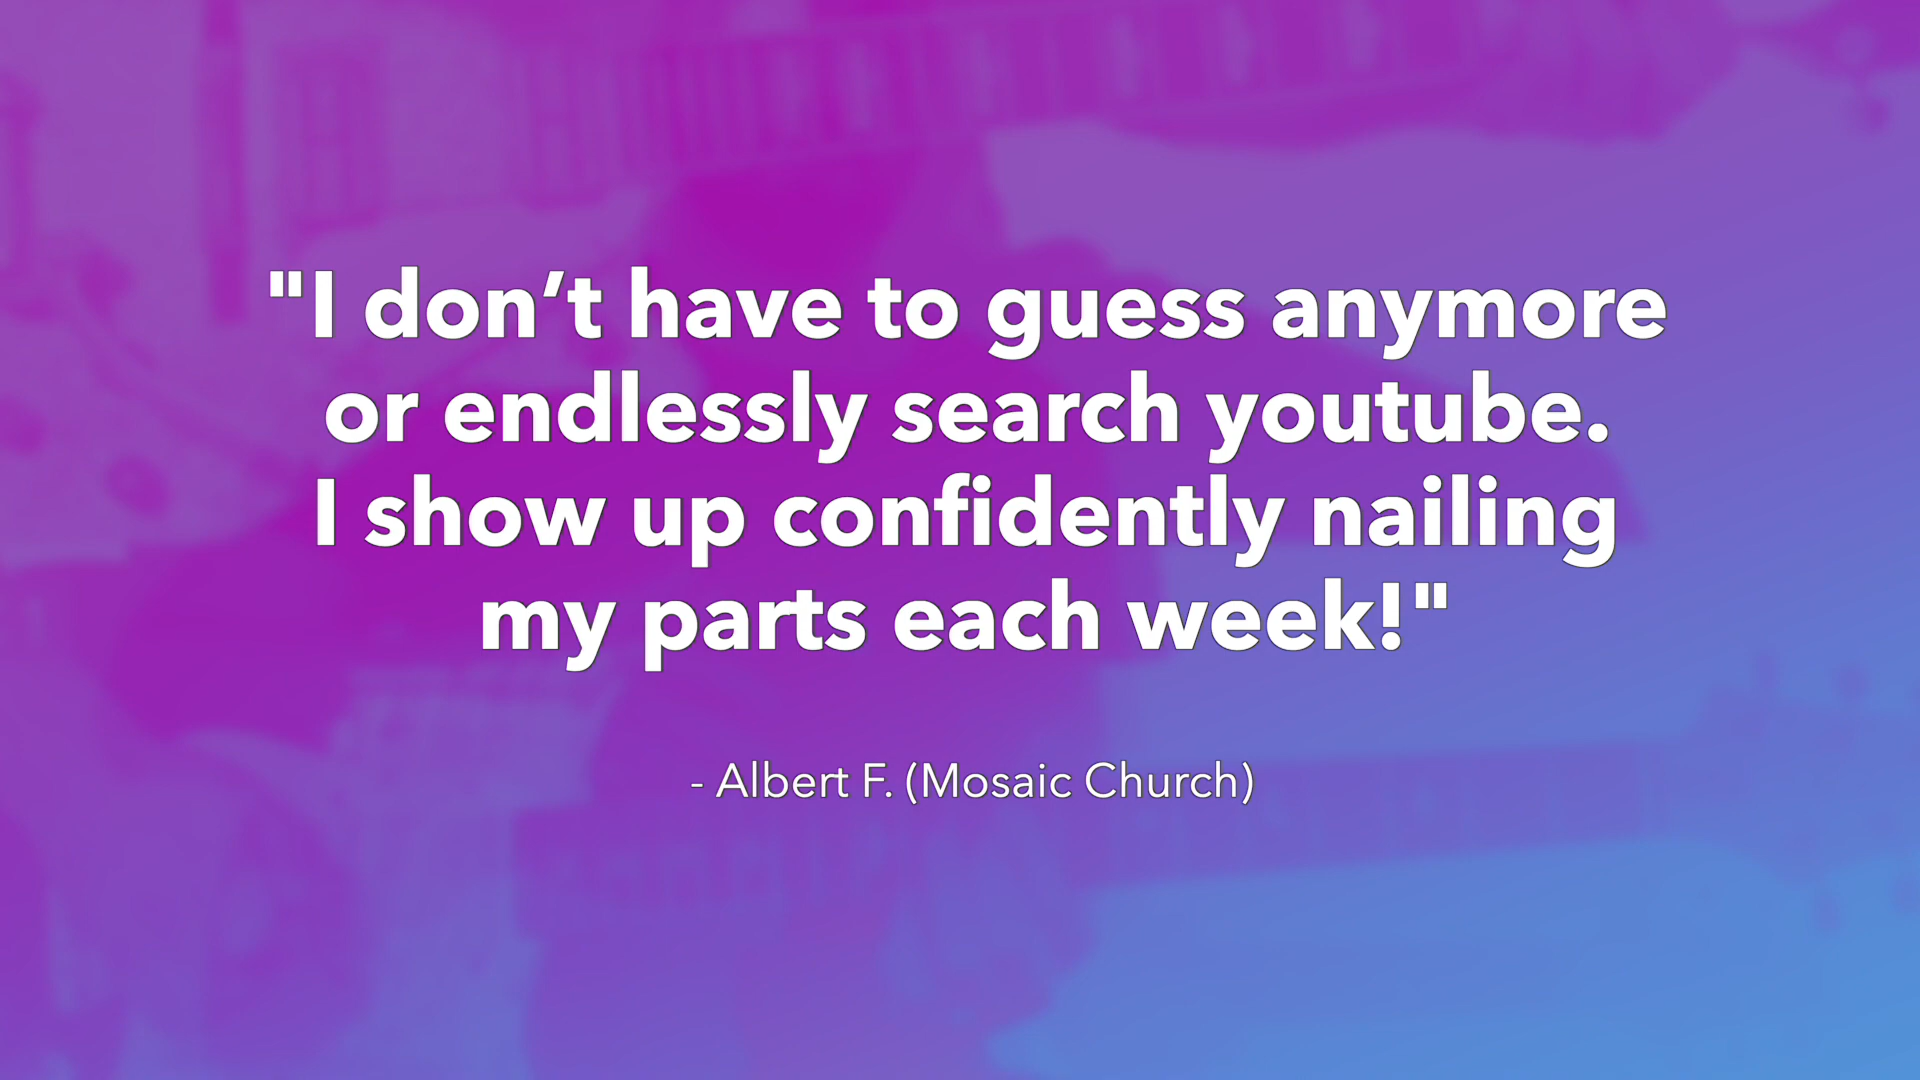 "I don’t have to guess anymore
or endlessly search youtube.
I show up confidently nailing
my parts each week!"
- Albert F. (Mosaic Church)